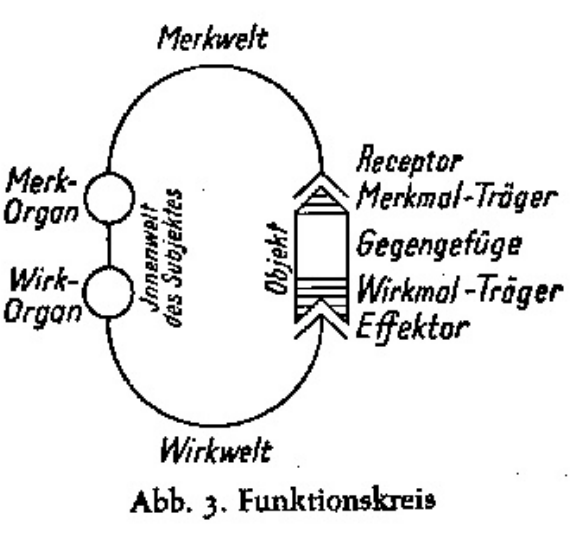 Merkwelt
Merk-
Organ
Wirk-
Organ
Jnnenwelt
des Subjektes
Objekt
Receptor
Merkmal-Träger
Gegengefüge
Wirkmal-Träger
Effektor
Wirkwelt
Abb. 3. Funktionskreis